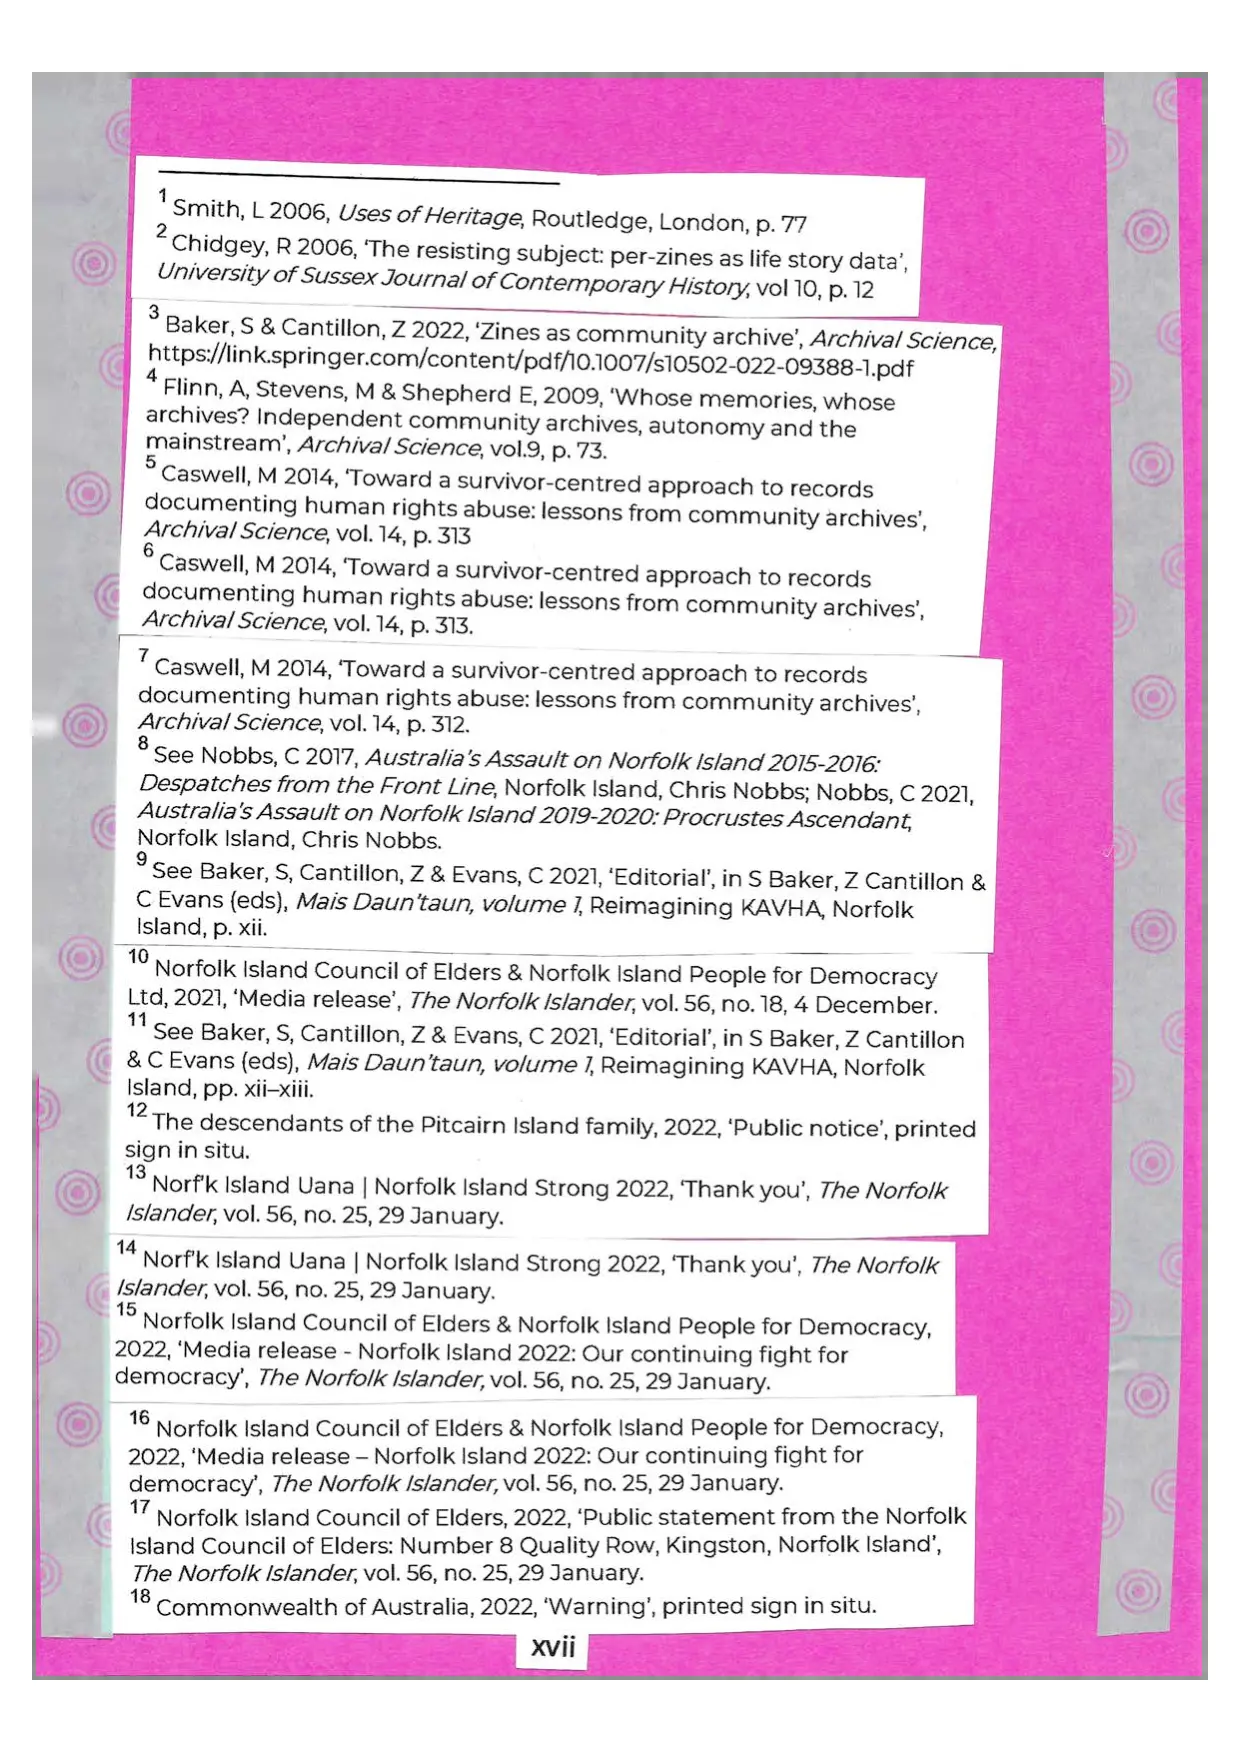 1 Smith, L 2006, Uses of Heritage, Routledge, London, p. 77
2 Chidgey, R 2006, ‘The resisting subject: per-zines as life story data’,
University of Sussex Journal of Contemporary History, vol 10, p. 12
3 Baker, S & Cantillon, Z 2022, ‘Zines as community archive’, Archival Science,
https://link.springer.com/content/pdf/10.1007/s10502-022-09388-1.pdf
4 Flinn, A, Stevens, M & Shepherd E, 2009, ‘Whose memories, whose
archives? Independent community archives, autonomy and the
mainstream’, Archival Science, vol.9, p. 73.
5 Caswell, M 2014, ‘Toward a survivor-centred approach to records
documenting human rights abuse: lessons from community archives’,
Archival Science, vol. 14, p. 313
6 Caswell, M 2014, ‘Toward a survivor-centred approach to records
documenting human rights abuse: lessons from community archives’,
Archival Science, vol. 14, p. 313.
7 Caswell, M 2014, ‘Toward a survivor-centred approach to records
documenting human rights abuse: lessons from community archives’,
Archival Science, vol. 14, p. 312.
8 See Nobbs, C 2017, Australia’s Assault on Norfolk Island 2015-2016:
Despatches from the Front Line, Norfolk Island, Chris Nobbs; Nobbs, C 2021,
Australia’s Assault on Norfolk Island 2019-2020: Procrustes Ascendant,
Norfolk Island, Chris Nobbs.
9 See Baker, S, Cantillon, Z & Evans, C 2021, ‘Editorial’, in S Baker, Z Cantillon &
C Evans (eds), Mais Daun’taun, volume 1, Reimagining KAVHA, Norfolk
Island, p. xii.
10 Norfolk Island Council of Elders & Norfolk Island People for Democracy
Ltd, 2021, ‘Media release’, The Norfolk Islander, vol. 56, no. 18, 4 December.
11 See Baker, S, Cantillon, Z & Evans, C 2021, ‘Editorial’, in S Baker, Z Cantillon
& C Evans (eds), Mais Daun’taun, volume 1, Reimagining KAVHA, Norfolk
Island, pp. xii–xiii.
12 The descendants of the Pitcairn Island family, 2022, ‘Public notice’, printed
sign in situ.
13 Norf’k Island Uana | Norfolk Island Strong 2022, ‘Thank you’, The Norfolk
Islander, vol. 56, no. 25, 29 January.
14 Norf’k Island Uana | Norfolk Island Strong 2022, ‘Thank you’, The Norfolk
Islander, vol. 56, no. 25, 29 January.
15 Norfolk Island Council of Elders & Norfolk Island People for Democracy,
2022, ‘Media release - Norfolk Island 2022: Our continuing fight for
democracy’, The Norfolk Islander, vol. 56, no. 25, 29 January.
16 Norfolk Island Council of Elders & Norfolk Island People for Democracy,
2022, ‘Media release – Norfolk Island 2022: Our continuing fight for
democracy’, The Norfolk Islander, vol. 56, no. 25, 29 January.
17 Norfolk Island Council of Elders, 2022, ‘Public statement from the Norfolk
Island Council of Elders: Number 8 Quality Row, Kingston, Norfolk Island’,
The Norfolk Islander, vol. 56, no. 25, 29 January.
18 Commonwealth of Australia, 2022, ‘Warning’, printed sign in situ.
xvii